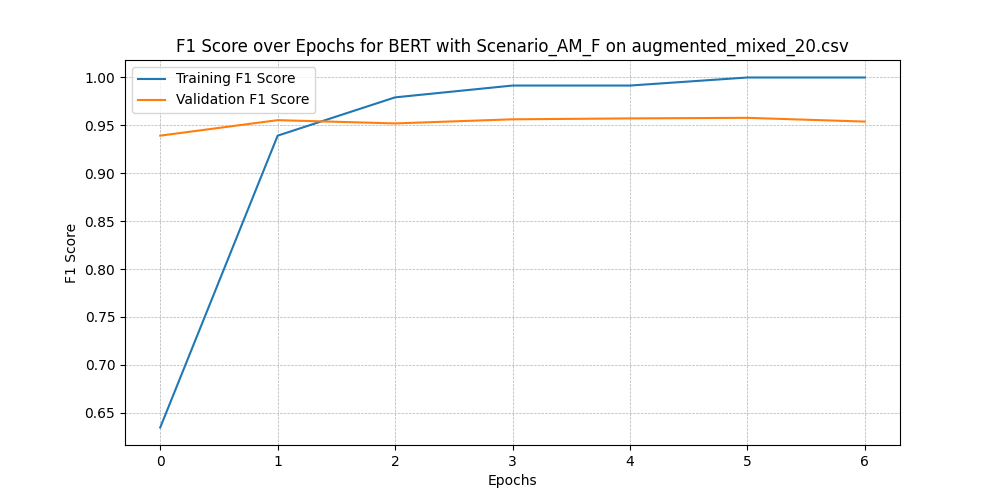 F1 Score over Epochs for BERT with Scenario_AM_F on augmented_mixed_20.csv
Training F1 Score
Validation F1 Score
1.00
0.95
0.90
0.85
0.80
0.75
0.70
0.65
F1 Score
0 1 2 3 4 5 6
Epochs